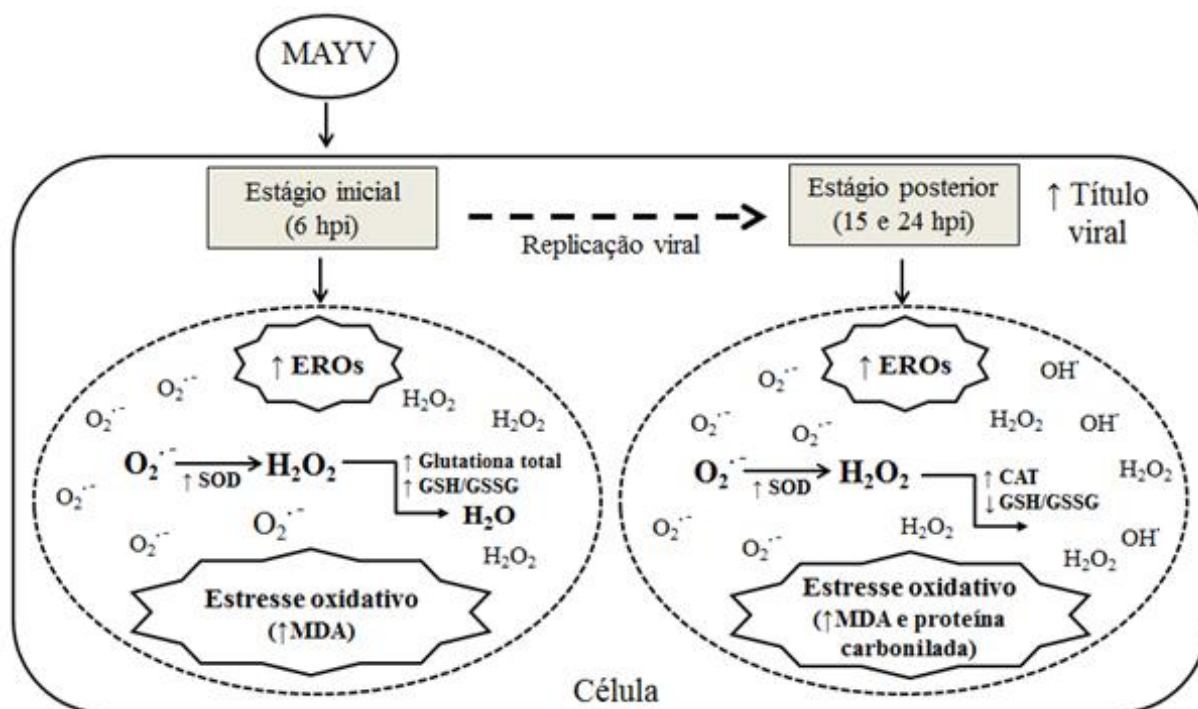 MAYV
Estágio inicial
(6 hpi)
Replicação viral
Estágio posterior
(15 e 24 hpi)
↑ Título
viral
↑ EROs
O₂˙⁻
O₂˙⁻
O₂˙⁻
O₂˙⁻
O₂˙⁻
H₂O₂
H₂O₂
O₂˙⁻
↑ SOD
H₂O₂
↑ Glutationa total
↑ GSH/GSSG
H₂O
H₂O₂
Estresse oxidativo
(↑MDA)
↑ EROs
O₂˙⁻
O₂˙⁻
O₂˙⁻
O₂˙⁻
O₂˙⁻
OH˙
H₂O₂
OH˙
H₂O₂
O₂˙⁻
↑ SOD
H₂O₂
↑ CAT
↓ GSH/GSSG
H₂O₂
OH˙
H₂O₂
Estresse oxidativo
(↑MDA e proteína
carbonilada)
Célula